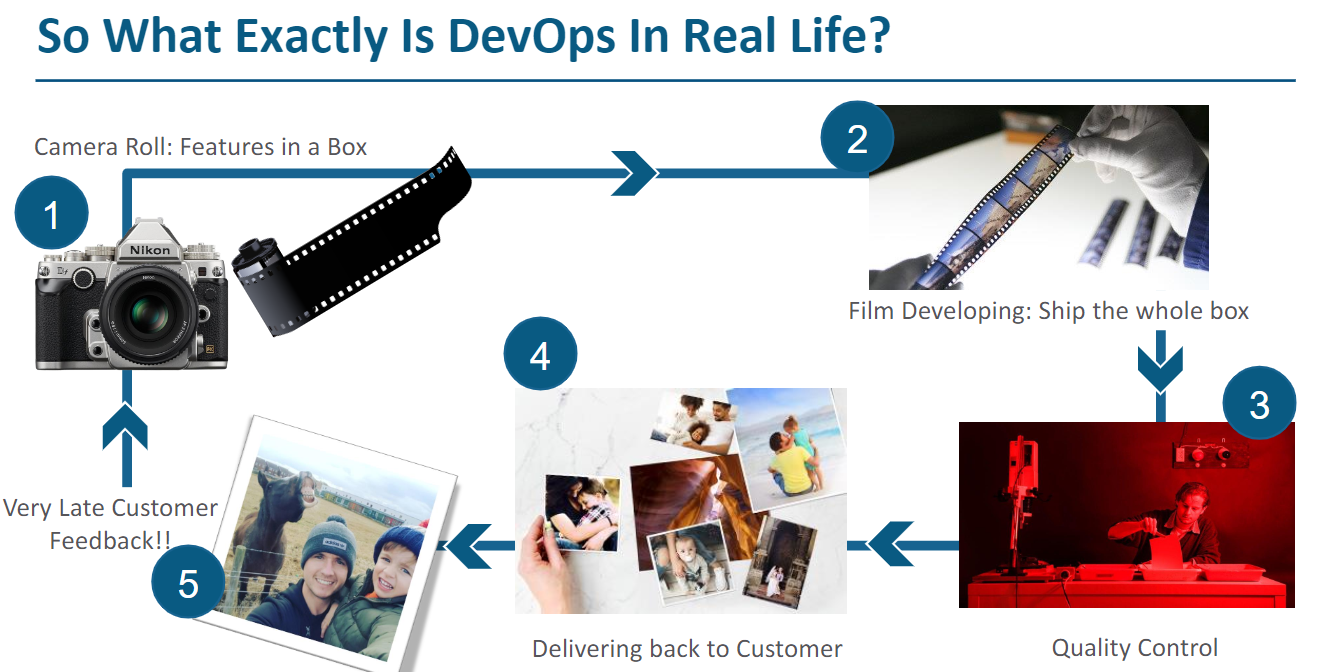 So What Exactly Is DevOps In Real Life?
Camera Roll: Features in a Box
1
Nikon
Df
2
Film Developing: Ship the whole box
3
Quality Control
4
Delivering back to Customer
5
Very Late Customer
Feedback!!